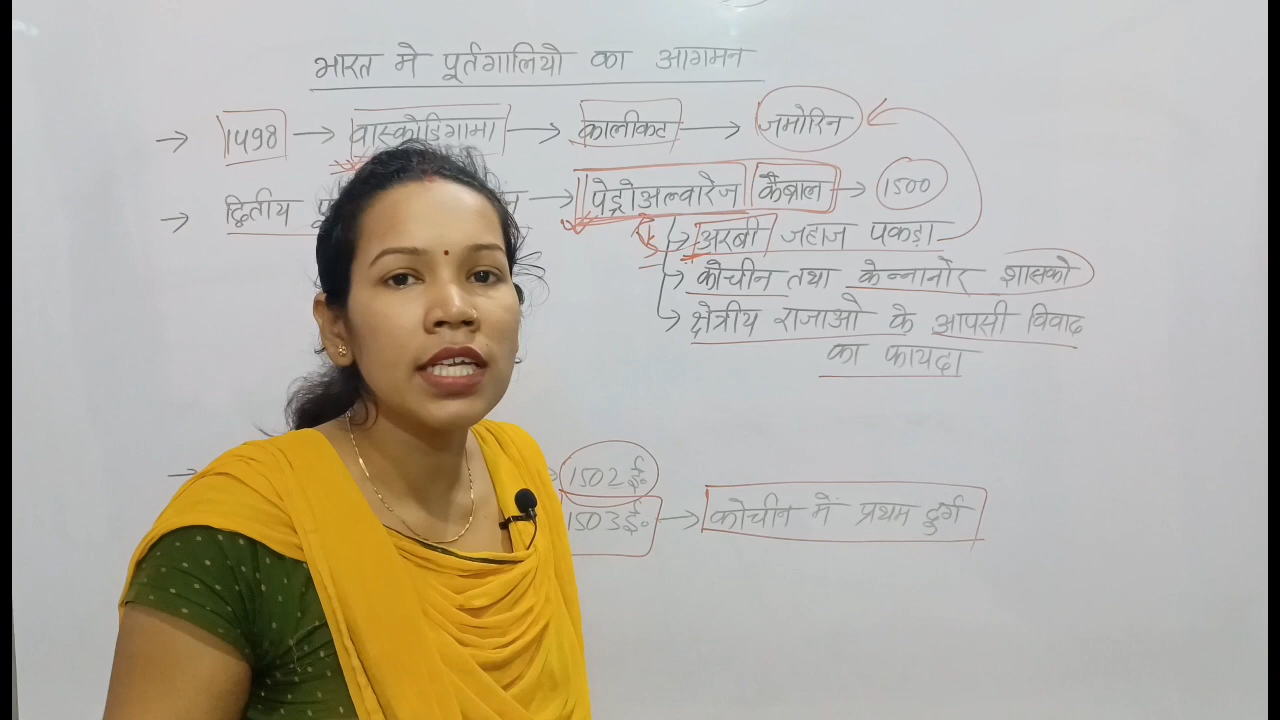 भारत मे पूर्तगालियो का आगमन
→ 1498 → वास्कोडिगामा → कालीकट → जमोरिन
→ द्वितीय → पेड्रोअल्वारेज कैब्राल → 1500
→ अरबी जहाज पकड़ा
→ कोचीन तथा केन्नानोर शासको
→ क्षेत्रीय राजाओ के आपसी विवाद
का फायदा
→ 1502 ई०
1503 ई० → कोचीन में प्रथम दुर्ग